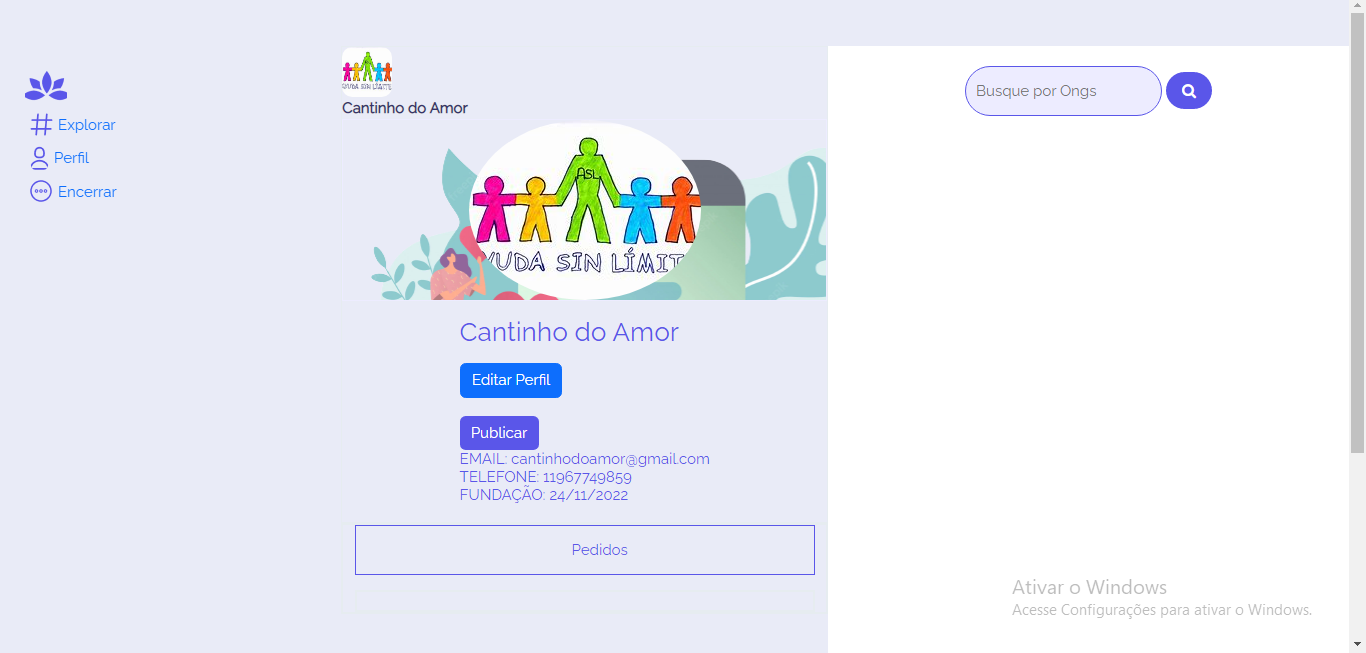 Explorar
Perfil
Encerrar
AYUDA SIN LÍMITE
Cantinho do Amor
ASL
YUDA SIN LÍMIT
Cantinho do Amor
Editar Perfil
Publicar
EMAIL: cantinhodoamor@gmail.com
TELEFONE: 11967749859
FUNDAÇÃO: 24/11/2022
Pedidos
Busque por Ongs
Ativar o Windows
Acesse Configurações para ativar o Windows.